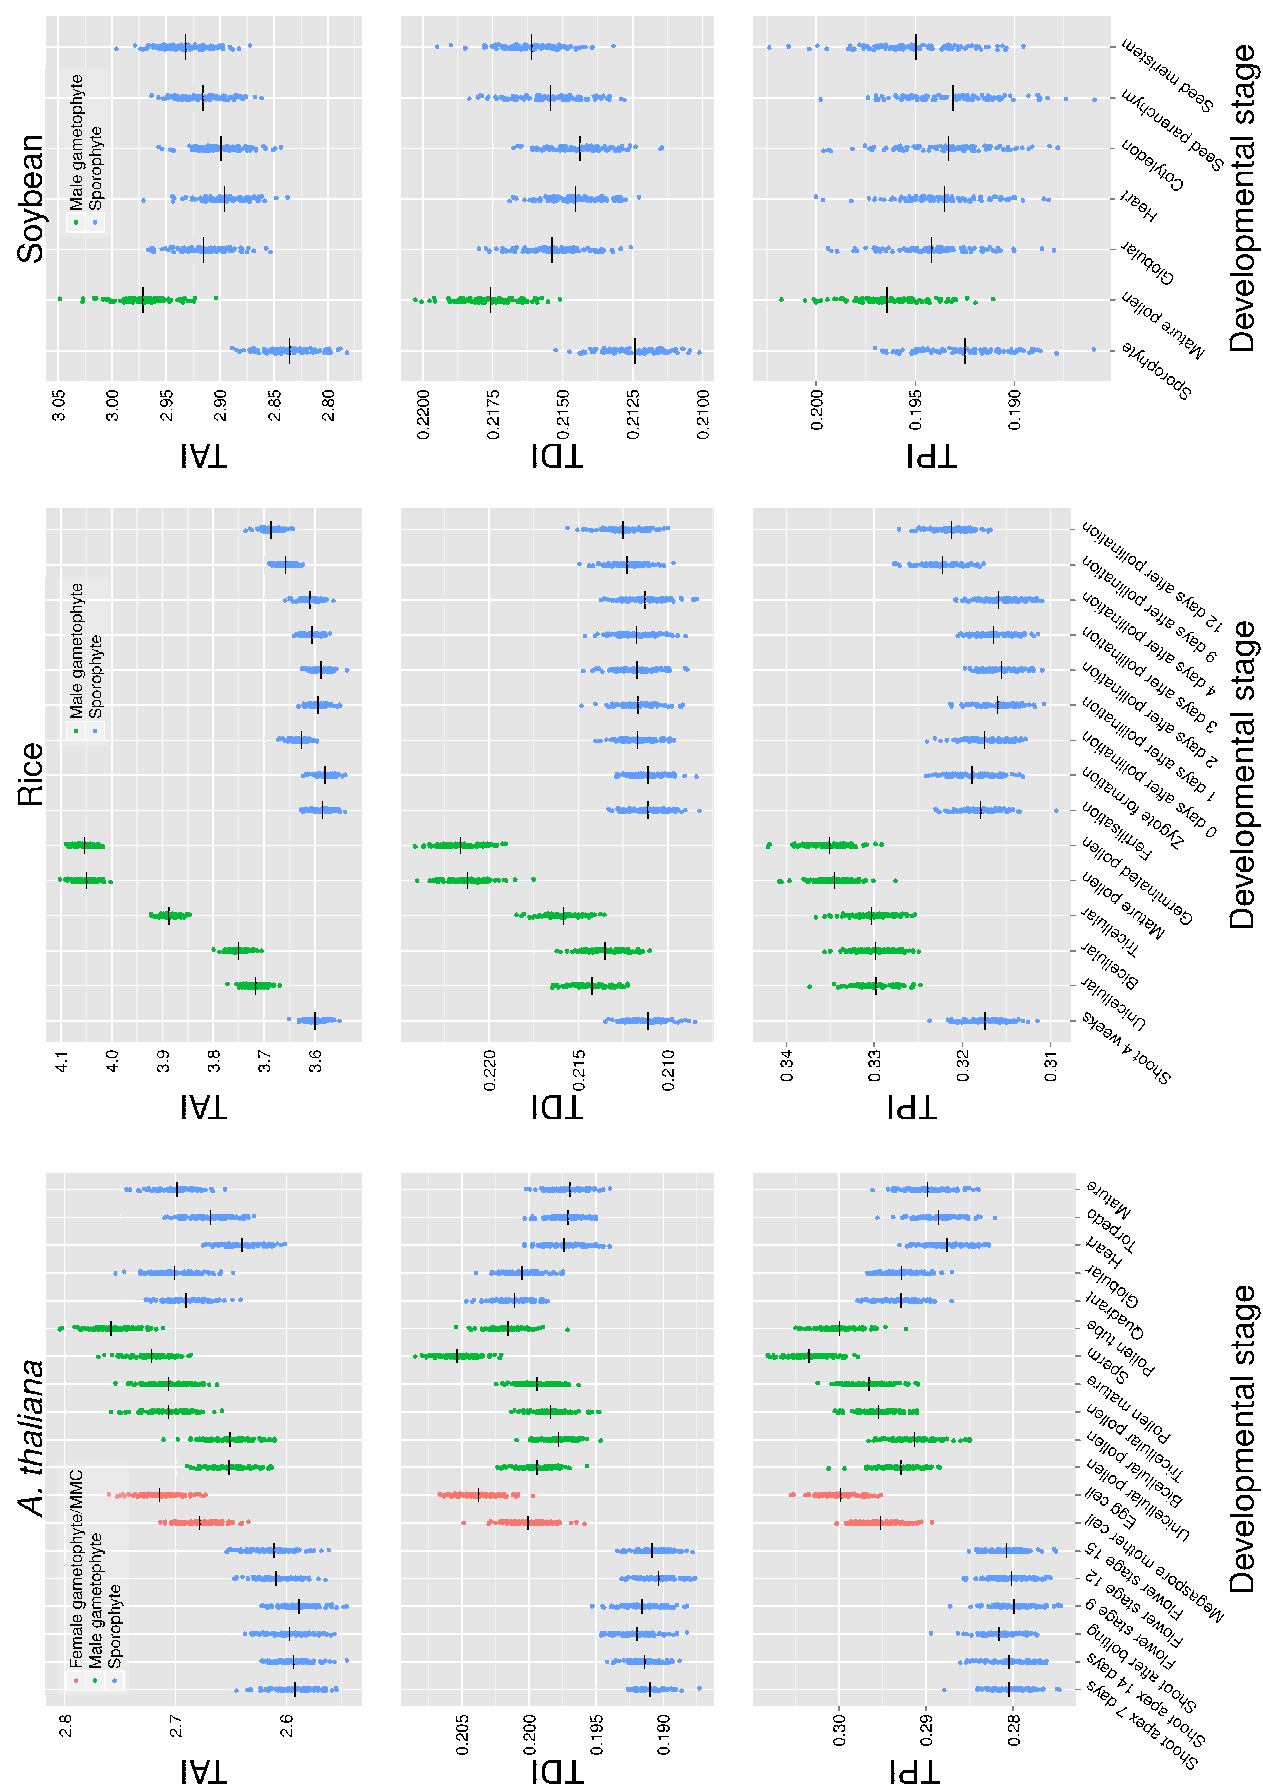 A. thaliana
TAI
2.8
2.7
2.6
Female gametophyte/MMC
Male gametophyte
Sporophyte
TDI
0.205
0.200
0.195
0.190
TPI
0.30
0.29
0.28
Shoot apex 7 days
Shoot apex 14 days
Shoot after bolting
Flower stage 9
Flower stage 12
Flower stage 15
Megaspore mother cell
Egg cell
Unicellular pollen
Bicellular pollen
Tricellular pollen
Pollen mature
Sperm
Pollen tube
Quadrant
Globular
Heart
Torpedo
Mature
Developmental stage
Rice
TAI
4.1
4.0
3.9
3.8
3.7
3.6
Male gametophyte
Sporophyte
TDI
0.220
0.215
0.210
TPI
0.34
0.33
0.32
0.31
Shoot 4 weeks
Unicellular
Bicellular
Tricellular
Mature pollen
Germinated pollen
Fertilisation
Zygote formation
0 days after pollination
1 days after pollination
2 days after pollination
3 days after pollination
4 days after pollination
9 days after pollination
12 days after pollination
Developmental stage
Soybean
TAI
3.05
3.00
2.95
2.90
2.85
2.80
Male gametophyte
Sporophyte
TDI
0.2200
0.2175
0.2150
0.2125
0.2100
TPI
0.200
0.195
0.190
Sporophyte
Mature pollen
Globular
Heart
Cotyledon
Seed parenchym
Seed meristem
Developmental stage